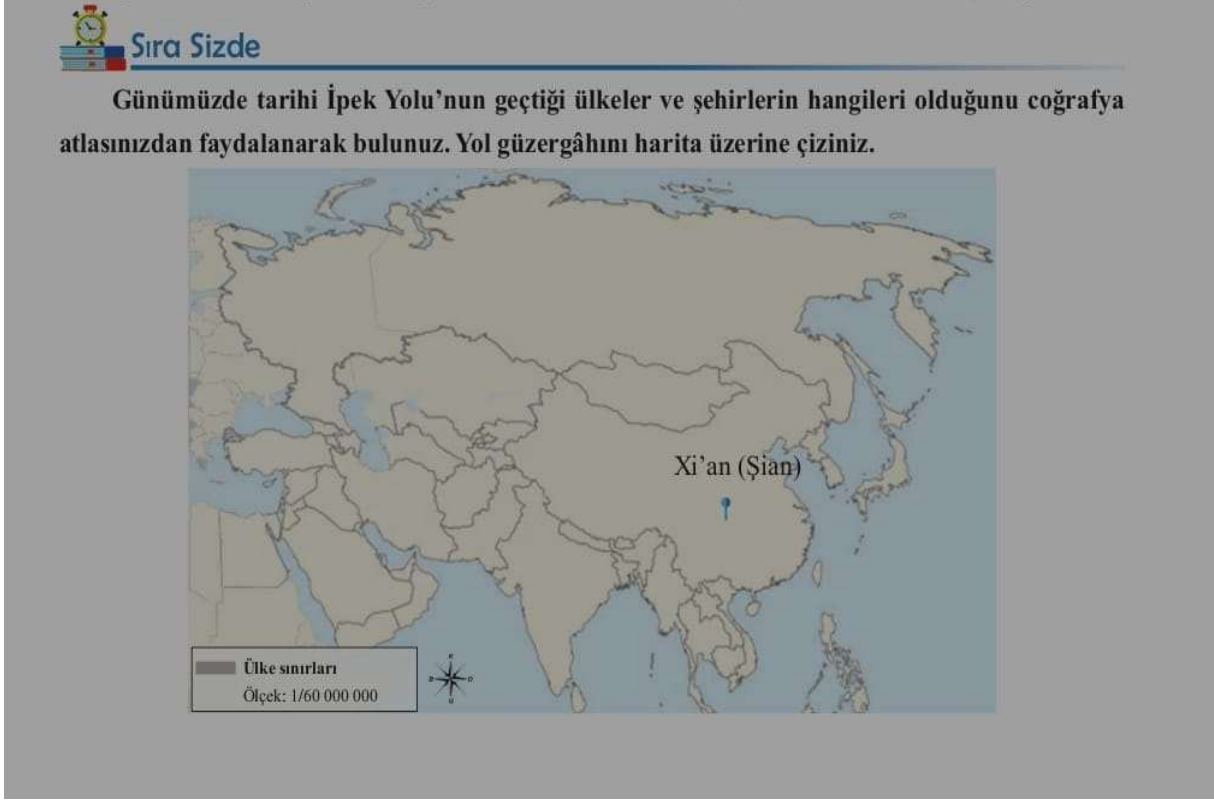 Sıra Sizde
Günümüzde tarihi İpek Yolu’nun geçtiği ülkeler ve şehirlerin hangileri olduğunu coğrafya
atlasınızdan faydalanarak bulunuz. Yol güzergâhını harita üzerine çiziniz.
Xi’an (Şian)
Ülke sınırları
Ölçek: 1/60 000 000